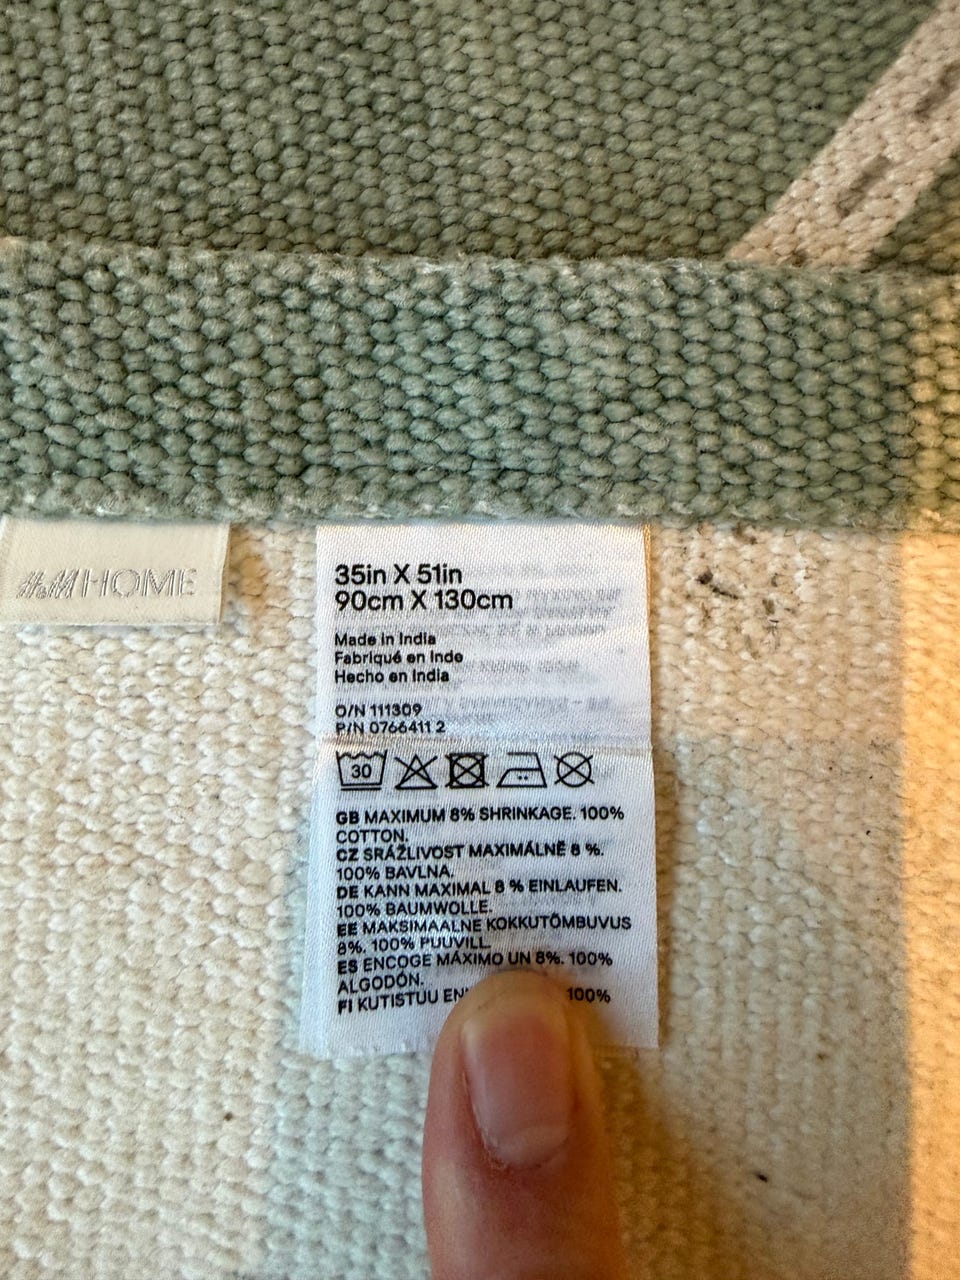 H&M HOME
35in X 51in
90cm X 130cm
Made in India
Fabriqué en Inde
Hecho en India
O/N 111309
P/N 0766411 2
30
GB MAXIMUM 8% SHRINKAGE. 100%
COTTON.
CZ SRÁŽLIVOST MAXIMÁLNĚ 8 %.
100% BAVLNA.
DE KANN MAXIMAL 8 % EINLAUFEN.
100% BAUMWOLLE.
EE MAKSIMAALNE KOKKUTÕMBUVUS
8%. 100% PUUVILL.
ES ENCOGE MÁXIMO UN 8%. 100%
ALGODÓN.
FI KUTISTUU 100%